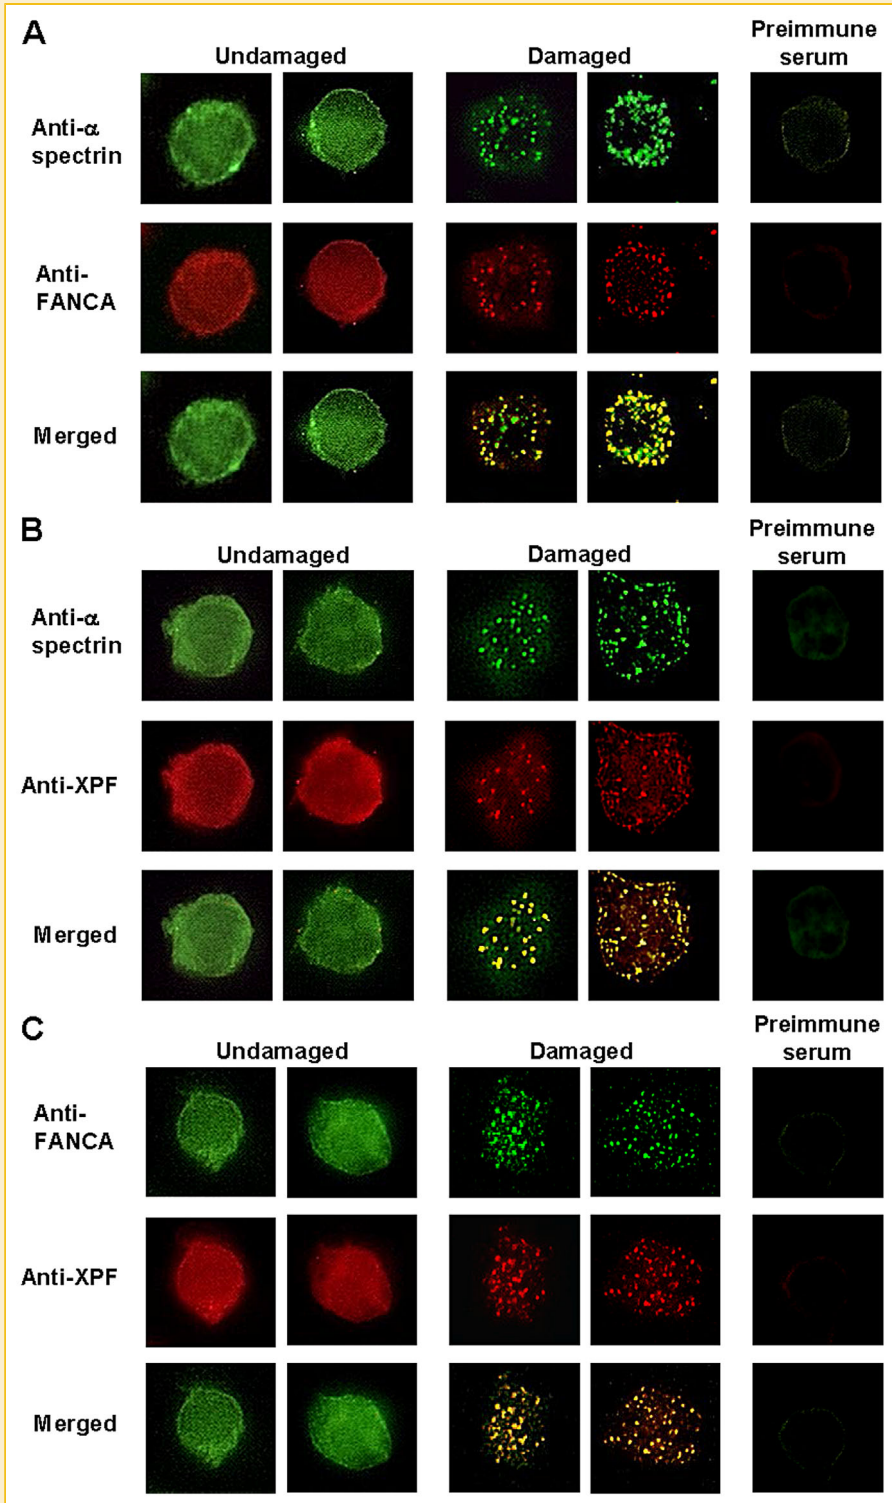 A
Undamaged
Damaged
Preimmune
serum
Anti-α
spectrin
Anti-
FANCA
Merged
B
Undamaged
Damaged
Preimmune
serum
Anti-α
spectrin
Anti-XPF
Merged
C
Undamaged
Damaged
Preimmune
serum
Anti-
FANCA
Anti-XPF
Merged